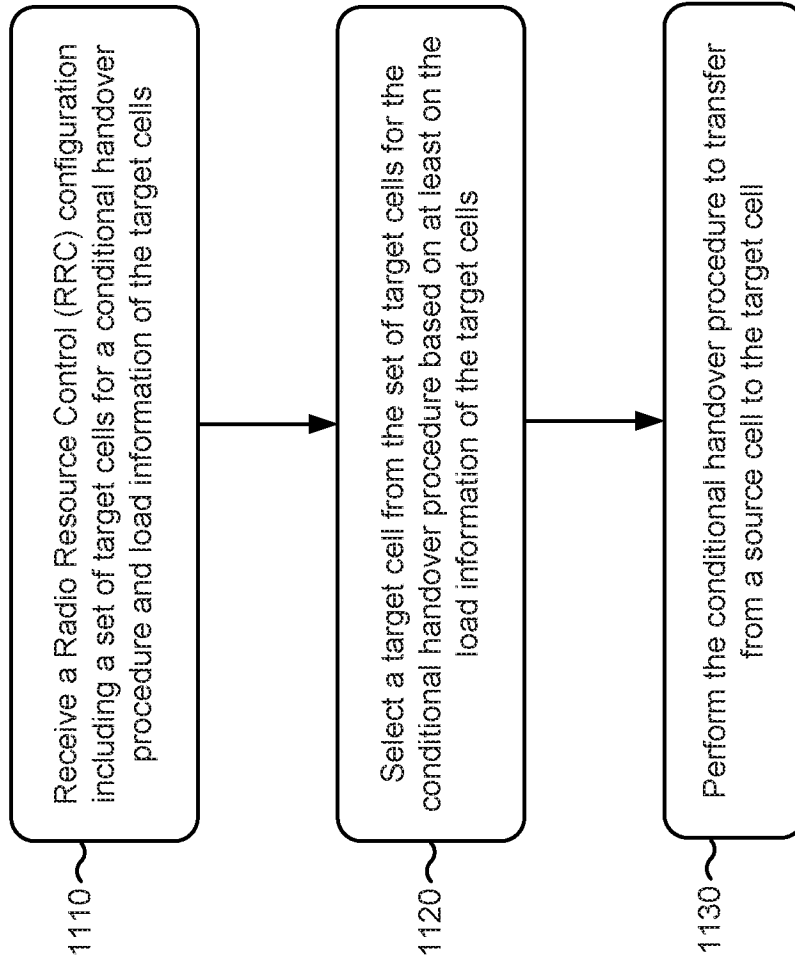 Receive a Radio Resource Control (RRC) configuration
including a set of target cells for a conditional handover
procedure and load information of the target cells
1110
Select a target cell from the set of target cells for the
conditional handover procedure based on at least on the
load information of the target cells
1120
Perform the conditional handover procedure to transfer
from a source cell to the target cell
1130